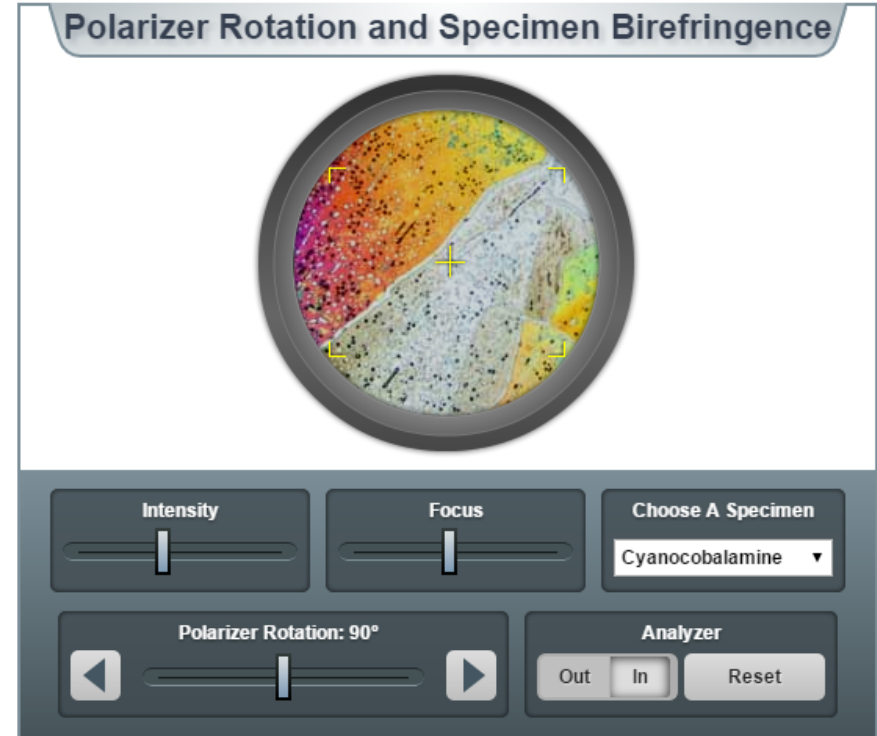 Polarizer Rotation and Specimen Birefringence
Intensity
Focus
Choose A Specimen
Cyanocobalamine
Polarizer Rotation: 90°
Analyzer
Out
In
Reset